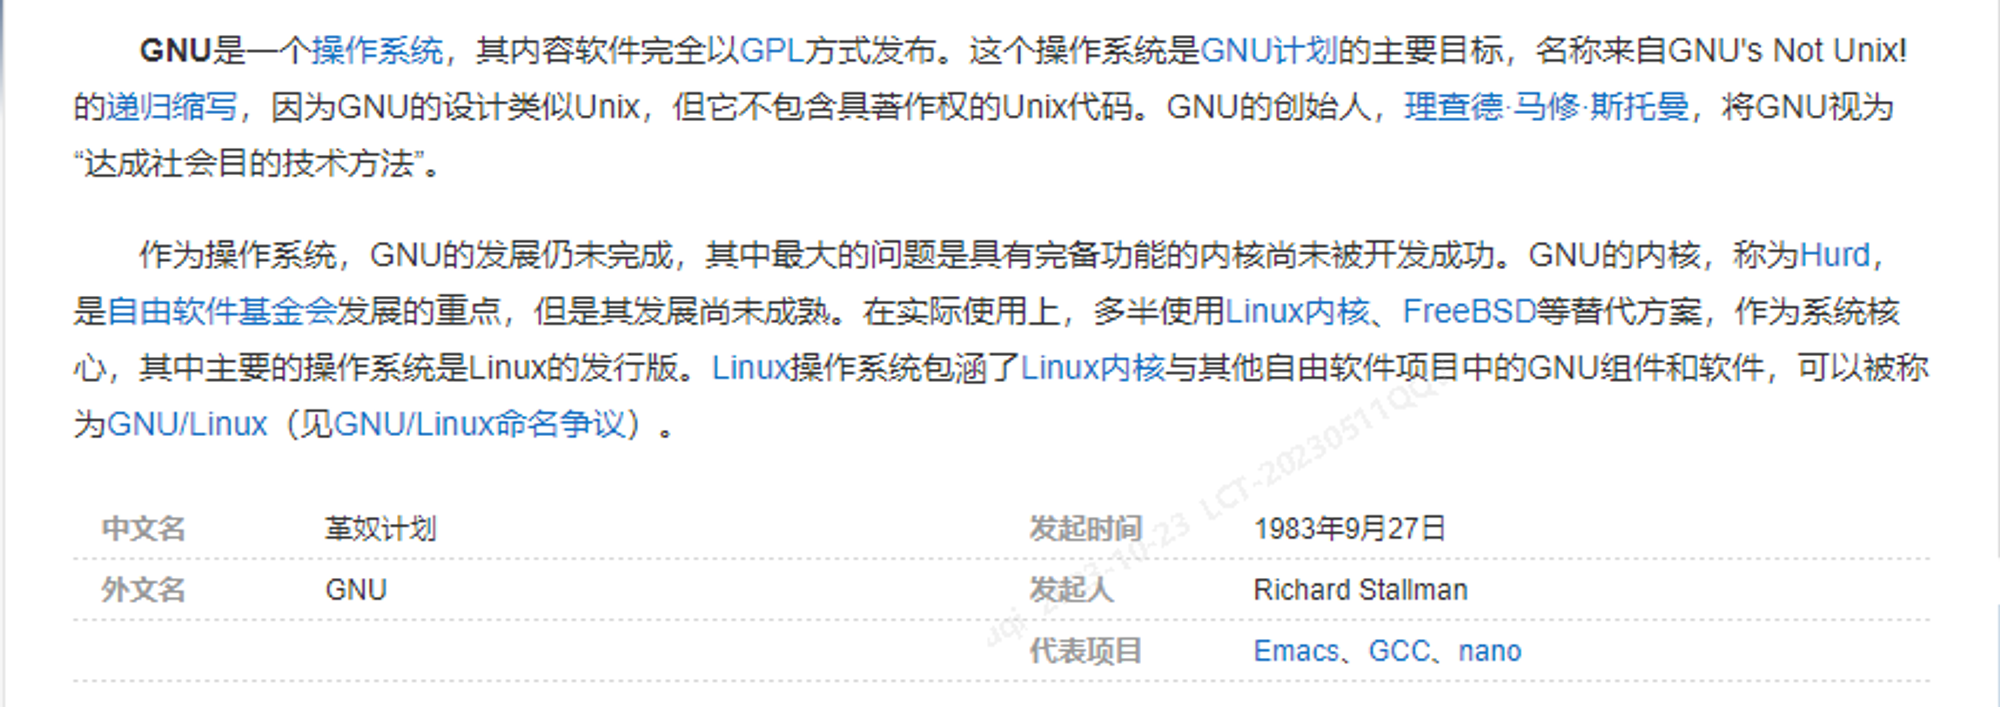 GNU是一个操作系统，其内容软件完全以GPL方式发布。这个操作系统是GNU计划的主要目标，名称来自GNU's Not Unix!
的递归缩写，因为GNU的设计类似Unix，但它不包含具著作权的Unix代码。GNU的创始人，理查德·马修·斯托曼，将GNU视为
“达成社会目的技术方法”。
作为操作系统，GNU的发展仍未完成，其中最大的问题是具有完备功能的内核尚未被开发成功。GNU的内核，称为Hurd，
是自由软件基金会发展的重点，但是其发展尚未成熟。在实际使用上，多半使用Linux内核、FreeBSD等替代方案，作为系统核
心，其中主要的操作系统是Linux的发行版。Linux操作系统包涵了Linux内核与其他自由软件项目中的GNU组件和软件，可以被称
为GNU/Linux（见GNU/Linux命名争议）。
中文名 革奴计划 发起时间 1983年9月27日
外文名 GNU 发起人 Richard Stallman
代表项目 Emacs、GCC、nano
2023-10-23 LCT-20230511QQ